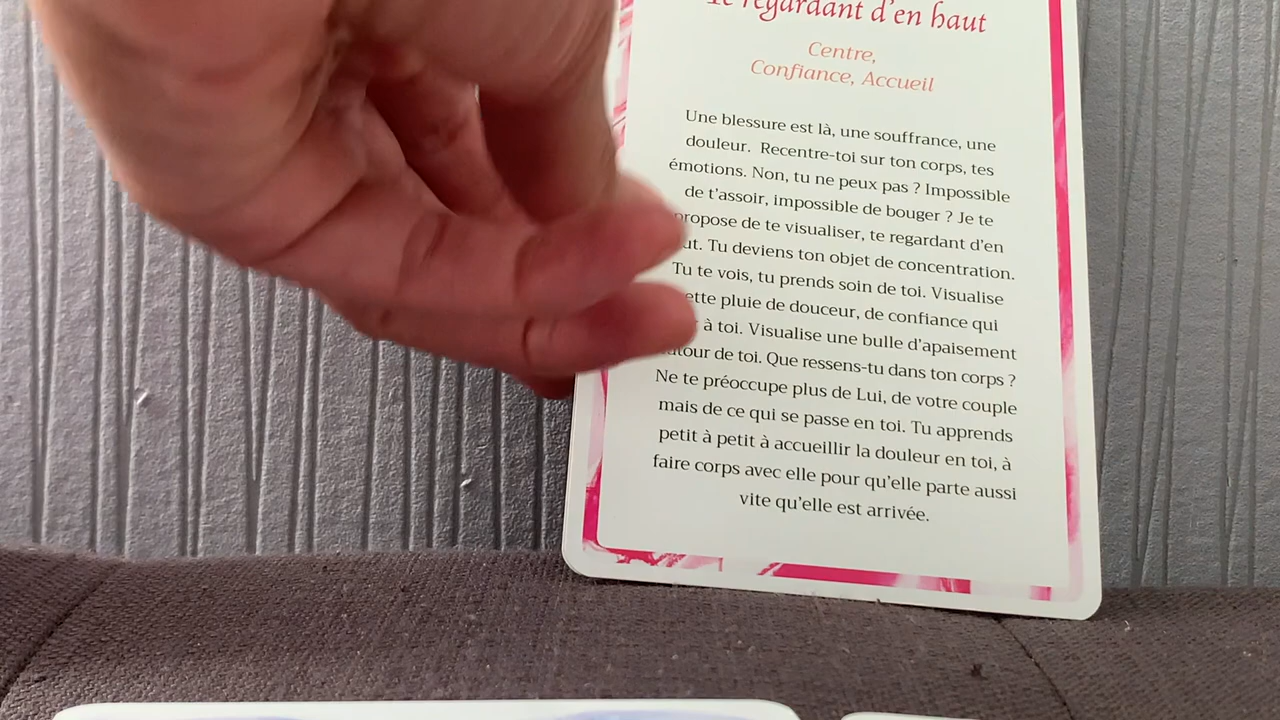 Te regardant d'en haut
Centre,
Confiance, Accueil
Une blessure est là, une souffrance, une
douleur. Recentre-toi sur ton corps, tes
émotions. Non, tu ne peux pas ? Impossible
de t'assoir, impossible de bouger ? Je te
propose de te visualiser, te regardant d'en
Tu deviens ton objet de concentration.
Tu te vois, tu prends soin de toi. Visualise
pluie de douceur, de confiance qui
à toi. Visualise une bulle d'apaisement
autour de toi. Que ressens-tu dans ton corps ?
Ne te préoccupe plus de Lui, de votre couple
mais de ce qui se passe en toi. Tu apprends
petit à petit à accueillir la douleur en toi, à
faire corps avec elle pour qu'elle parte aussi
vite qu'elle est arrivée.